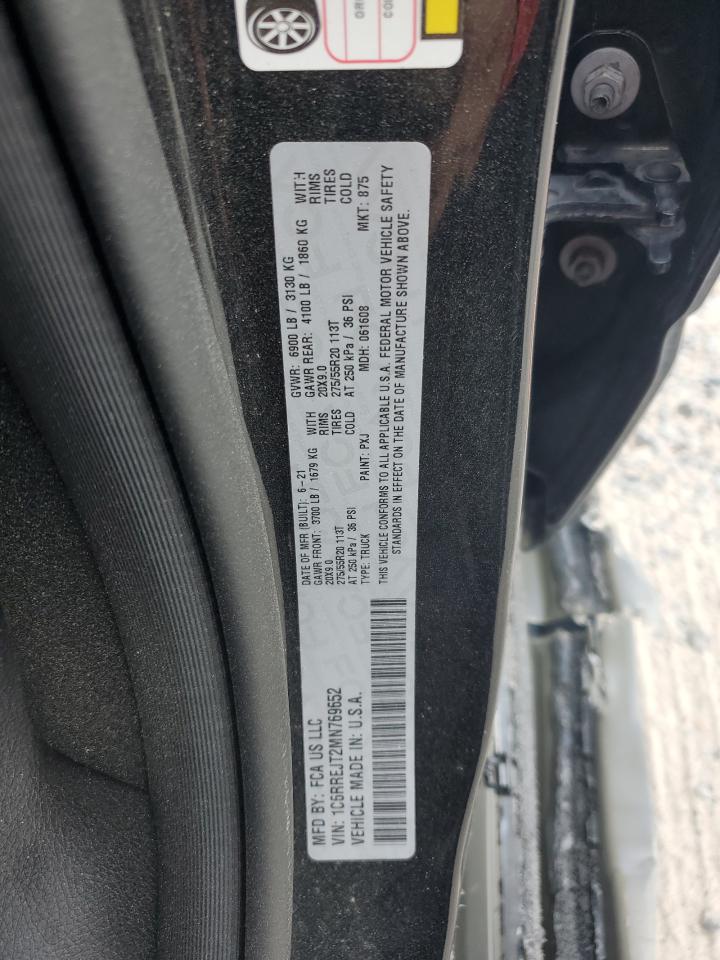 MFD BY: FCA US LLC
VIN: 1C6RREJT2MN769652
VEHICLE MADE IN: U.S.A.
DATE OF MFR (BUILT): 6-21
GAWR FRONT: 3700 LB / 1679 KG WITH
20X9.0 RIMS
275/55R20 113T TIRES
AT 250 kPa / 36 PSI COLD
TYPE: TRUCK PAINT: PXJ
GVWR: 6900 LB / 3130 KG
GAWR REAR: 4100 LB / 1860 KG WITH
20X9.0 RIMS
275/55R20 113T TIRES
AT 250 kPa / 36 PSI COLD
MDH: 061608 MKT: 875
THIS VEHICLE CONFORMS TO ALL APPLICABLE U.S.A. FEDERAL MOTOR VEHICLE SAFETY
STANDARDS IN EFFECT ON THE DATE OF MANUFACTURE SHOWN ABOVE.